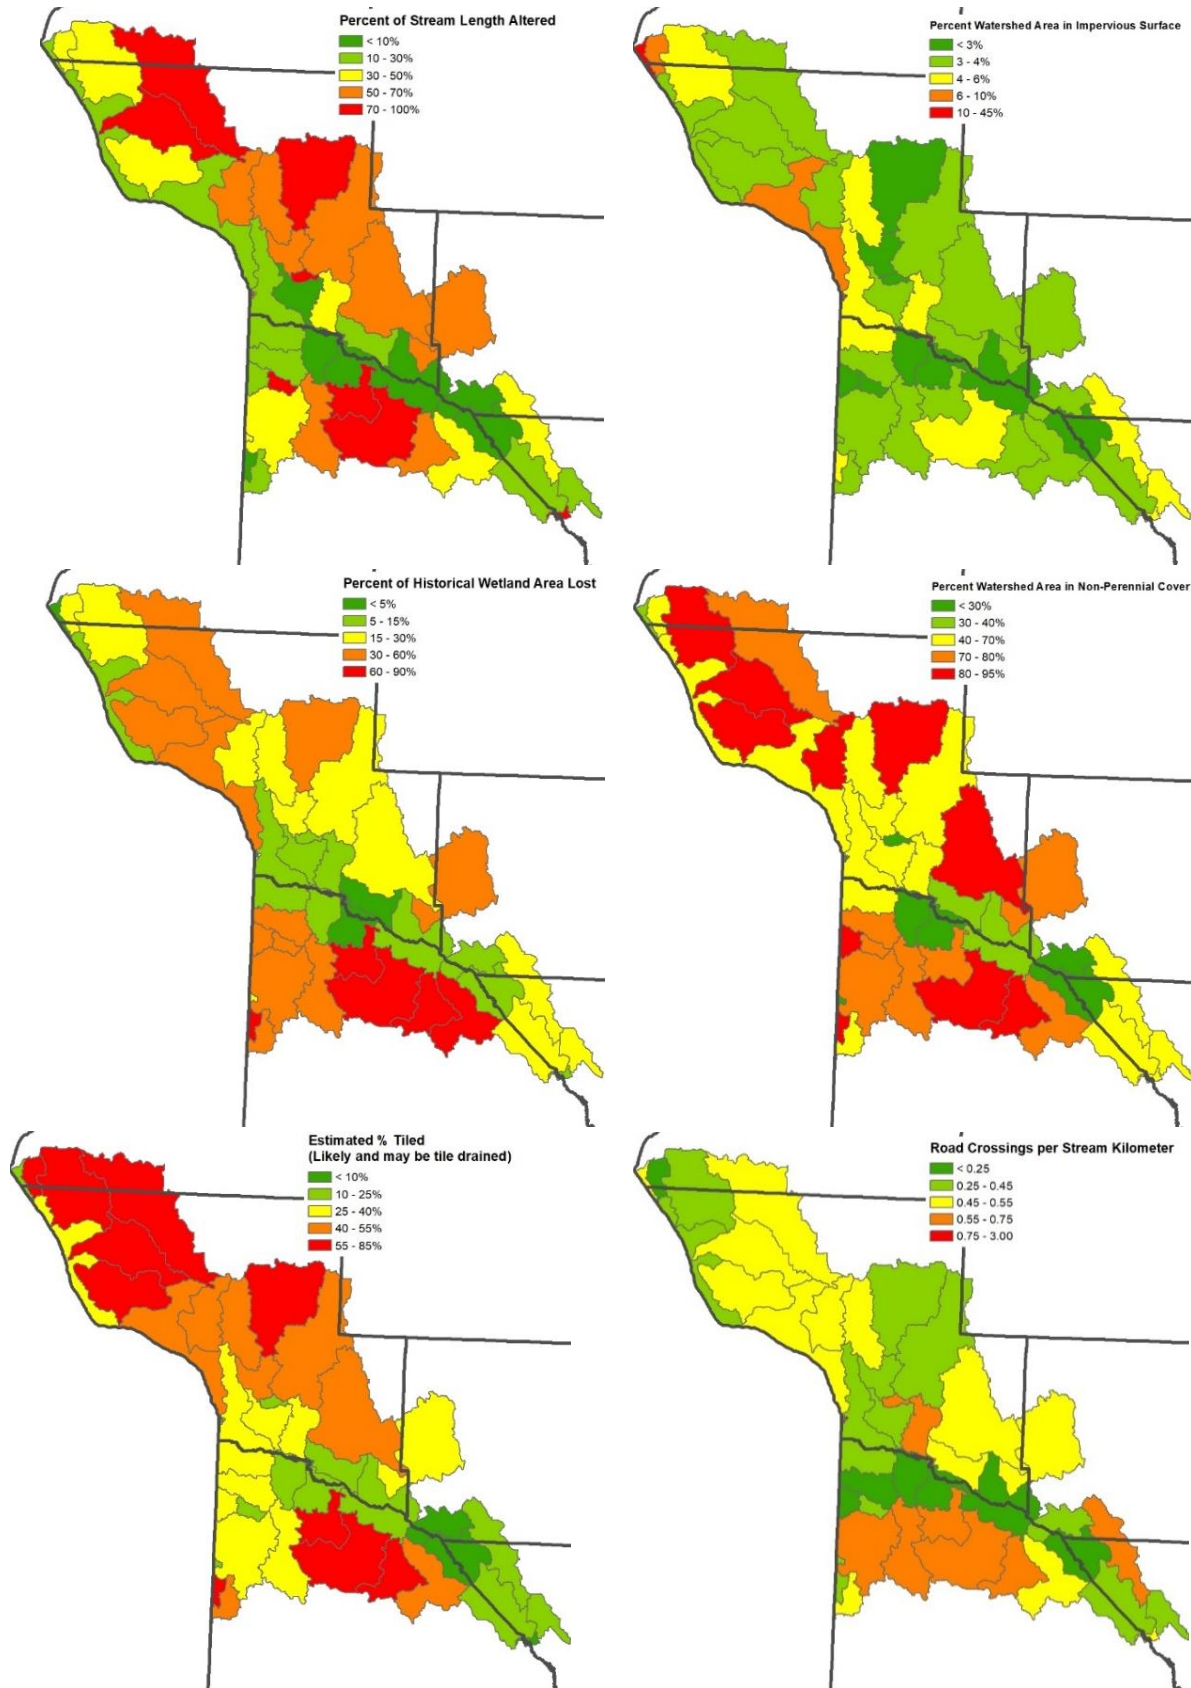 Percent of Stream Length Altered
< 10%
10 - 30%
30 - 50%
50 - 70%
70 - 100%
Percent Watershed Area in Impervious Surface
< 3%
3 - 4%
4 - 6%
6 - 10%
10 - 45%
Percent of Historical Wetland Area Lost
< 5%
5 - 15%
15 - 30%
30 - 60%
60 - 90%
Percent Watershed Area in Non-Perennial Cover
< 30%
30 - 40%
40 - 70%
70 - 80%
80 - 95%
Estimated % Tiled
(Likely and may be tile drained)
< 10%
10 - 25%
25 - 40%
40 - 55%
55 - 85%
Road Crossings per Stream Kilometer
< 0.25
0.25 - 0.45
0.45 - 0.55
0.55 - 0.75
0.75 - 3.00